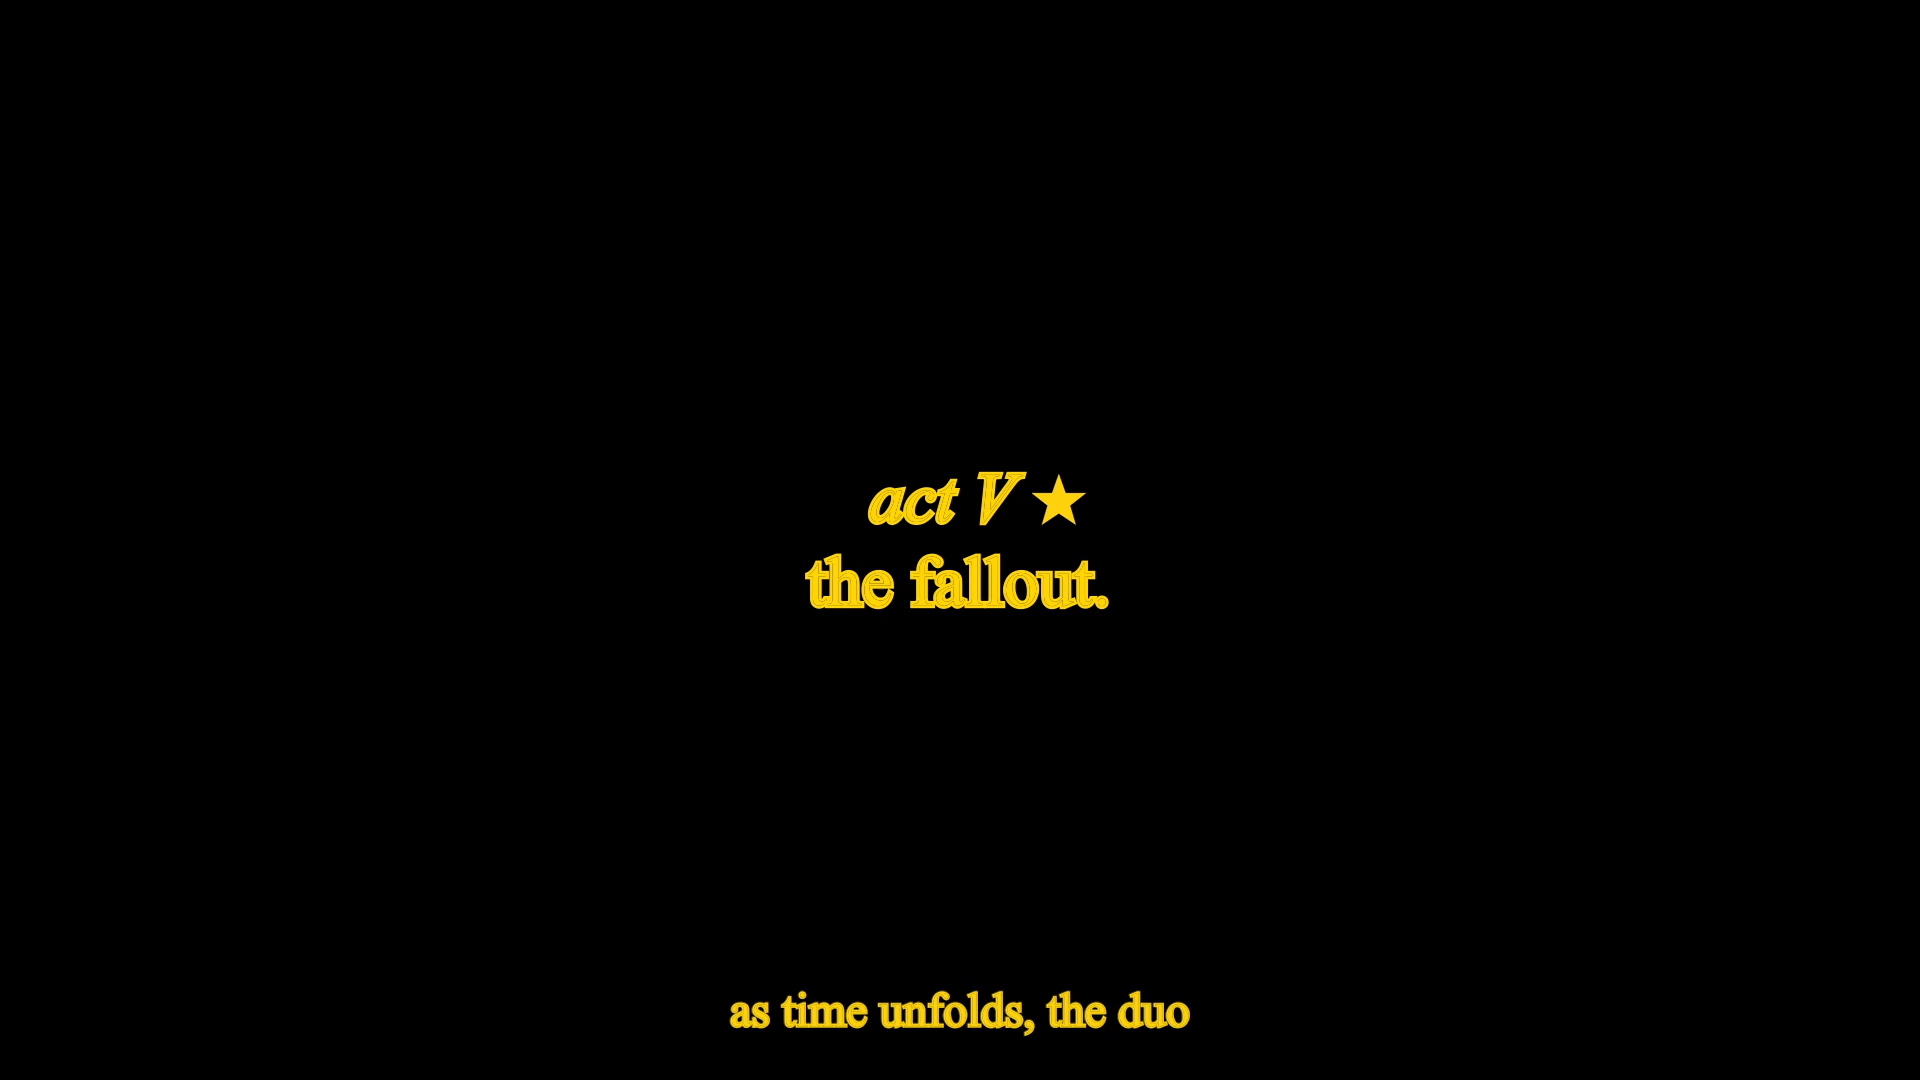 act V ★
the fallout.
as time unfolds, the duo